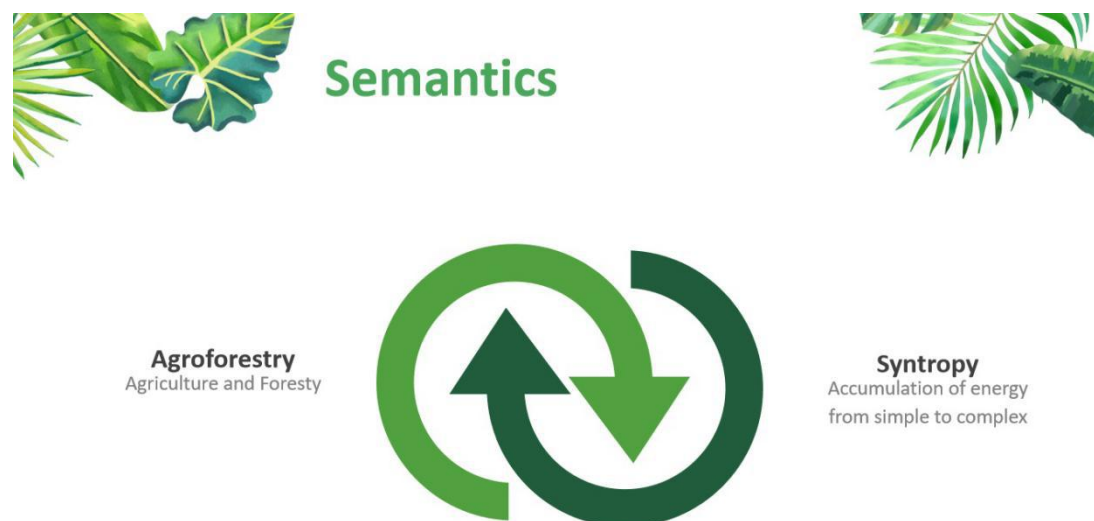 Semantics
Agroforestry
Agriculture and Foresty
Syntropy
Accumulation of energy
from simple to complex